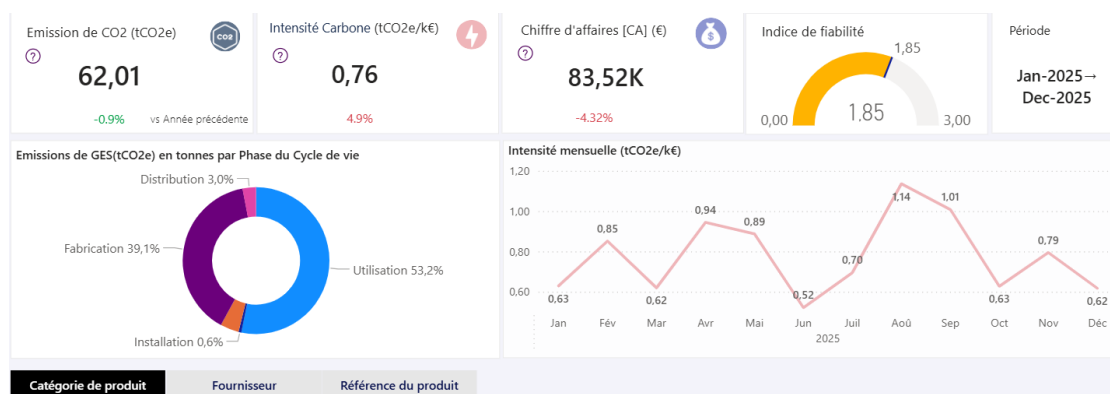 Emission de CO2 (tCO2e)
CO2
?
62,01
-0.9%
vs Année précédente
Intensité Carbone (tCO2e/k€)
?
0,76
4.9%
Chiffre d'affaires [CA] (€)
$
?
83,52K
-4.32%
Indice de fiabilité
1,85
0,00
1.85
3,00
Période
Jan-2025→
Dec-2025
Emissions de GES(tCO2e) en tonnes par Phase du Cycle de vie
Distribution 3,0%
Fabrication 39,1%
Utilisation 53,2%
Installation 0,6%
Intensité mensuelle (tCO2e/k€)
1,20
1,00
0,80
0,60
0,63
0,85
0,62
0,94
0,89
0,52
0,70
1,14
1,01
0,63
0,79
0,62
Jan
Fév
Mar
Avr
Mai
Jun
Juil
Aoû
Sep
Oct
Nov
Déc
2025
Catégorie de produit
Fournisseur
Référence du produit